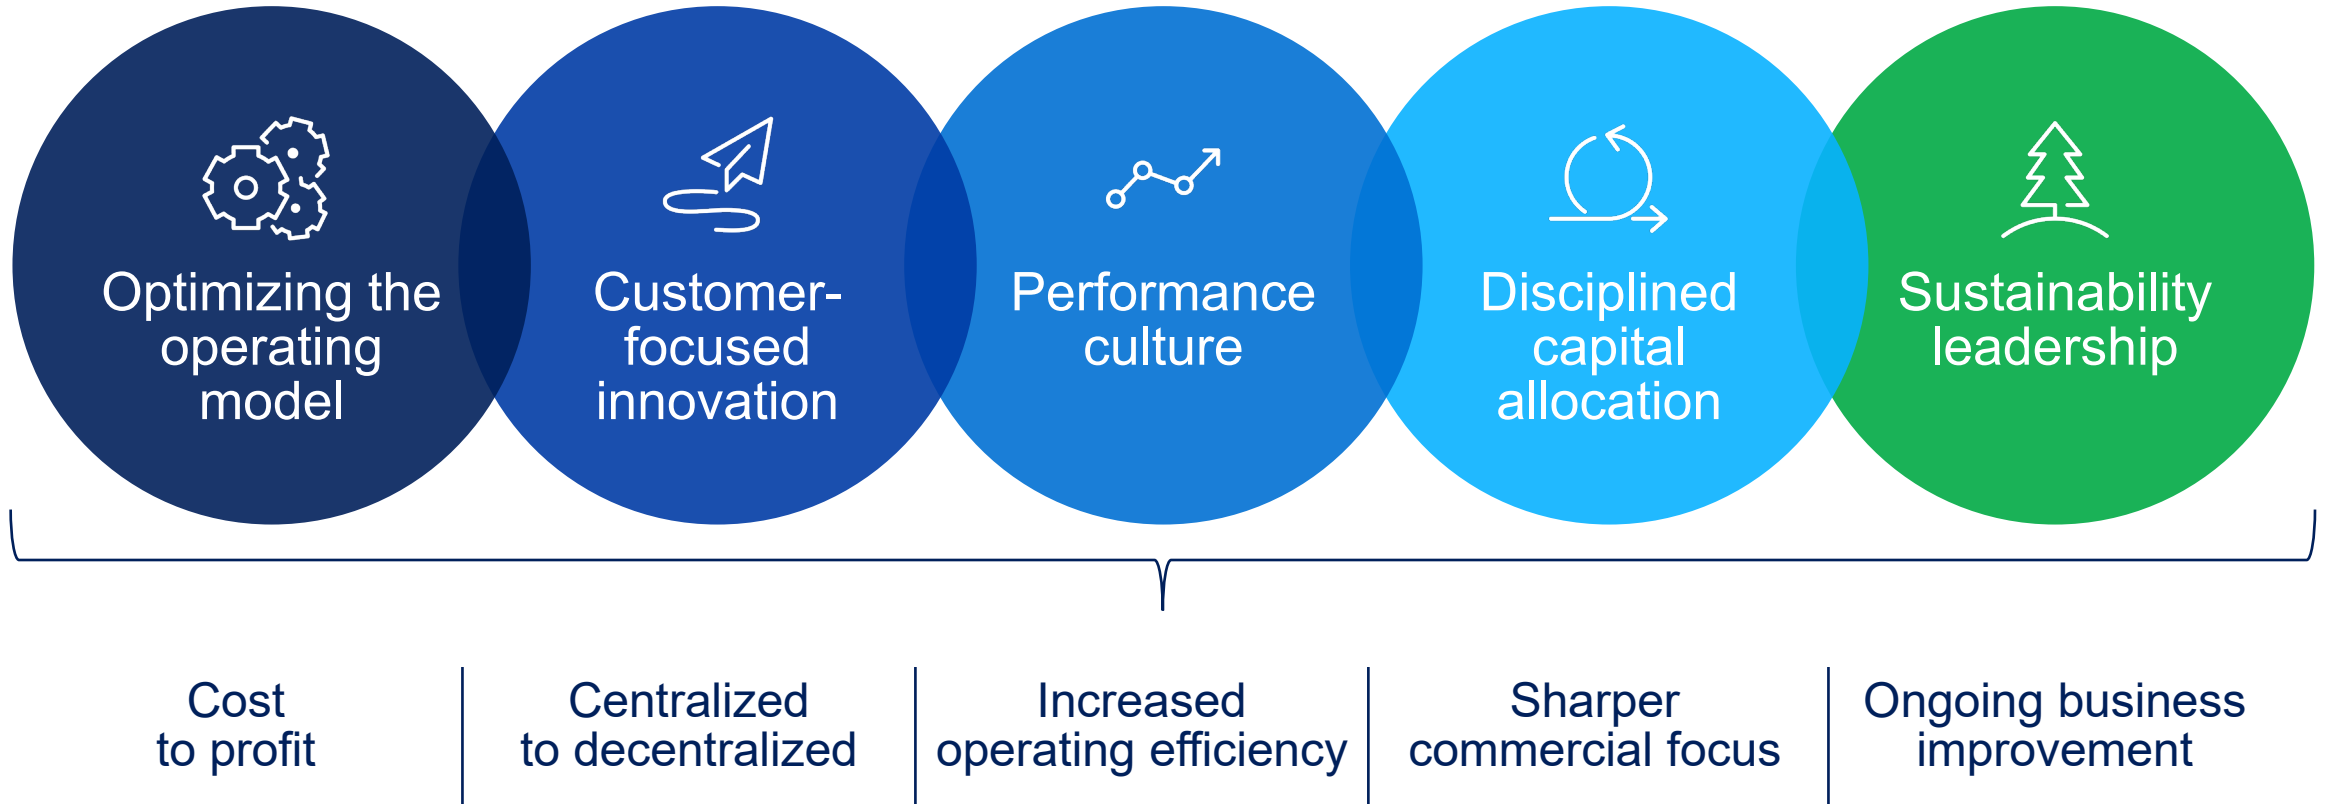 Optimizing the
operating
model
Customer-
focused
innovation
Performance
culture
Disciplined
capital
allocation
Sustainability
leadership
Cost
to profit
Centralized
to decentralized
Increased
operating efficiency
Sharper
commercial focus
Ongoing business
improvement